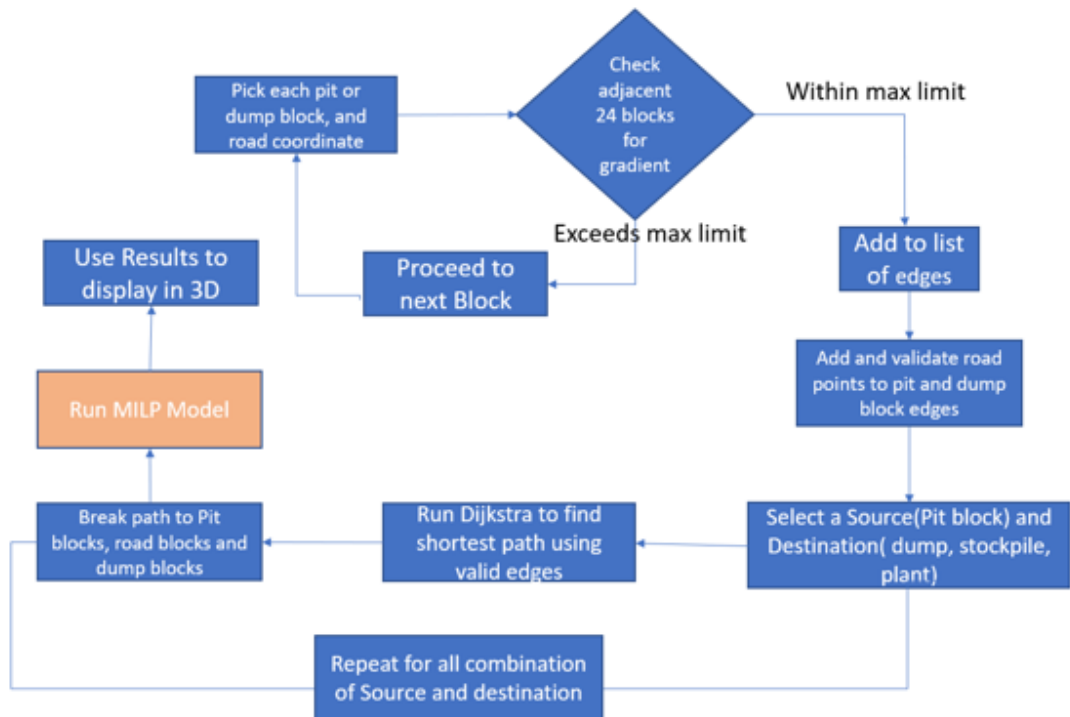 Pick each pit or
dump block, and
road coordinate
Check
adjacent
24 blocks
for
gradient
Within max limit
Exceeds max limit
Proceed to
next Block
Add to list
of edges
Add and validate road
points to pit and dump
block edges
Select a Source(Pit block) and
Destination( dump, stockpile,
plant)
Run Dijkstra to find
shortest path using
valid edges
Break path to Pit
blocks, road blocks and
dump blocks
Repeat for all combination
of Source and destination
Run MILP Model
Use Results to
display in 3D